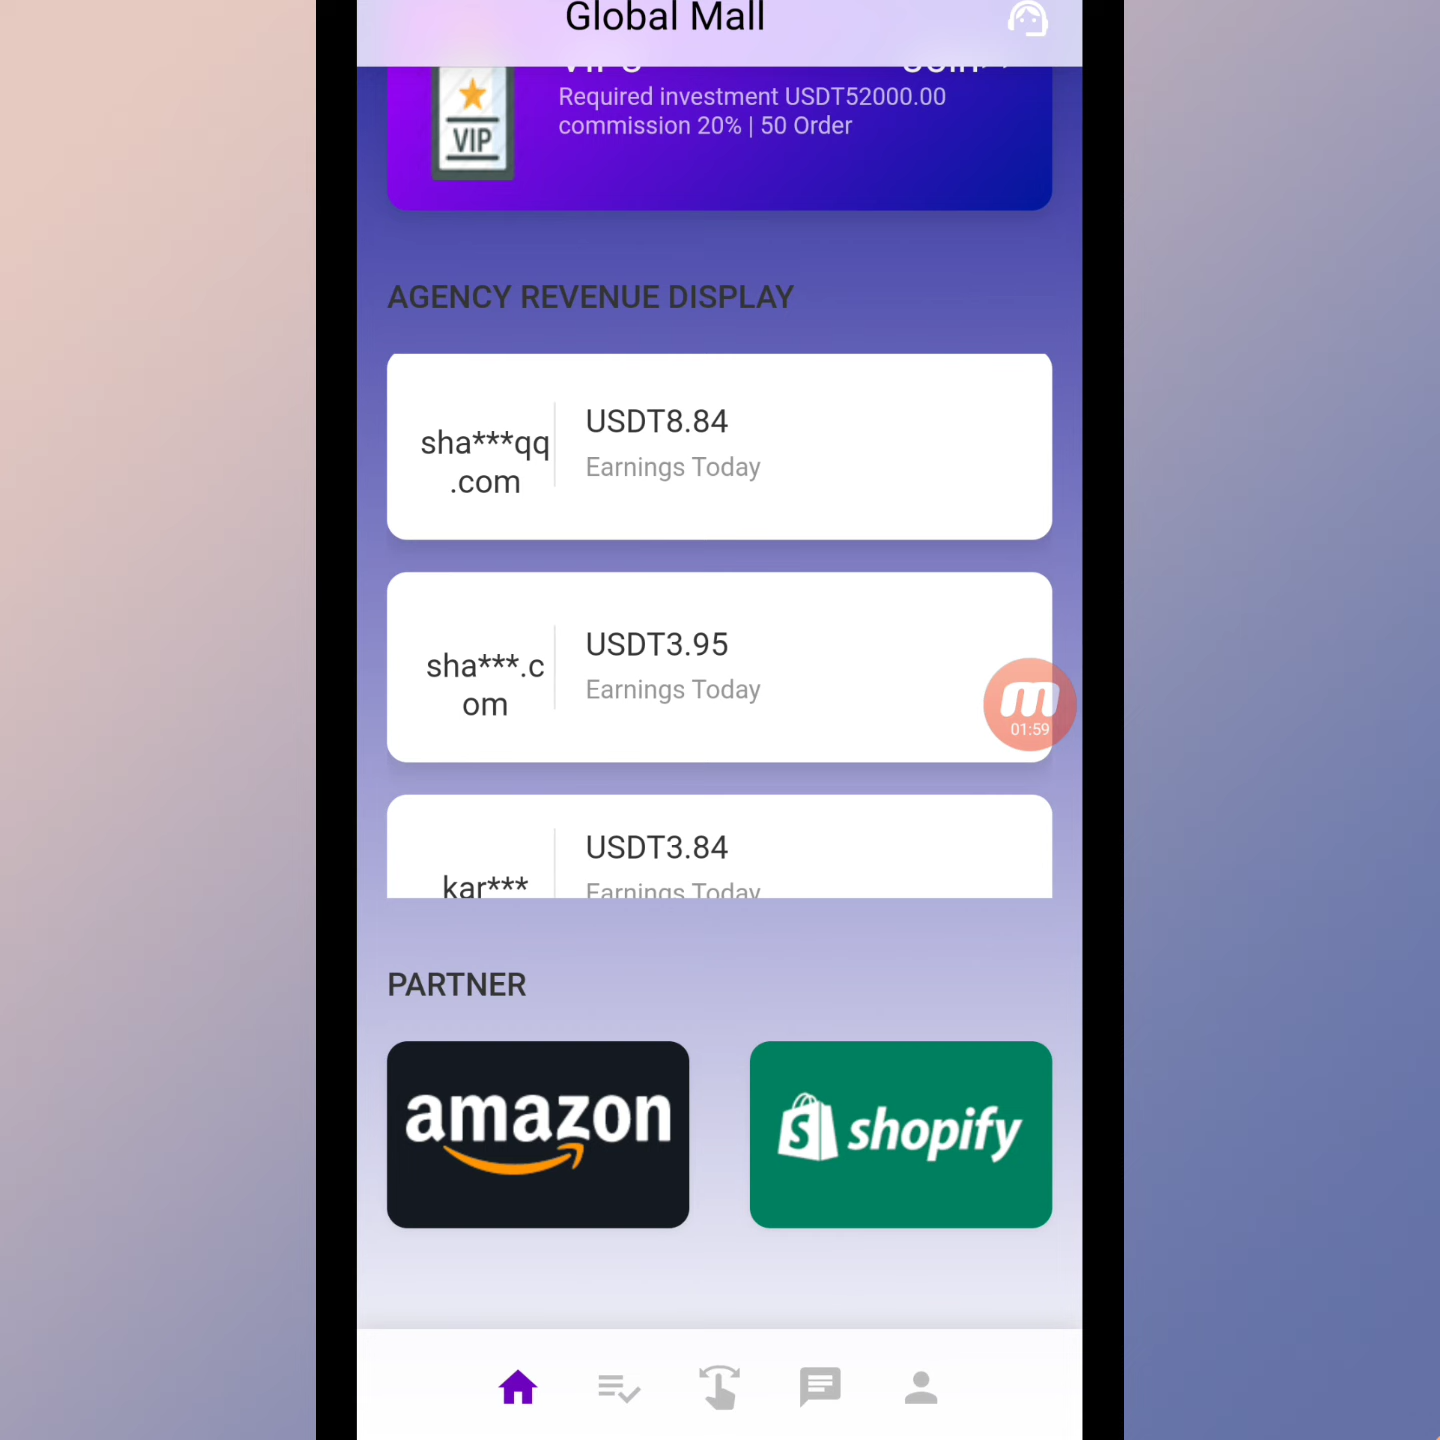 Global Mall
VIP
Required investment USDT52000.00
commission 20% | 50 Order
AGENCY REVENUE DISPLAY
sha***qq
.com
USDT8.84
Earnings Today
sha***.c
om
USDT3.95
Earnings Today
01:59
kar***
USDT3.84
Earnings Today
PARTNER
amazon
shopify